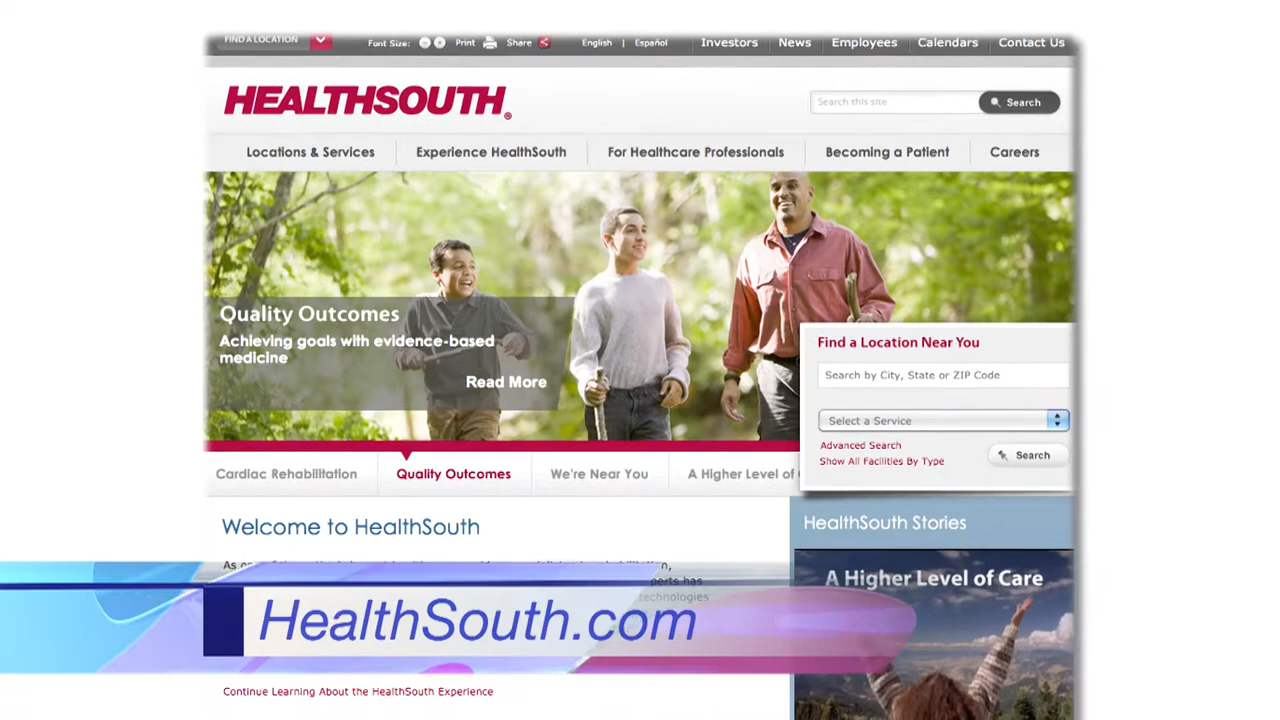 FIND A LOCATION
Font Size: Print Share English | Español Investors News Employees Calendars Contact Us
HEALTHSOUTH®
Search this site Search
Locations & Services Experience HealthSouth For Healthcare Professionals Becoming a Patient Careers
Quality Outcomes
Achieving goals with evidence-based
medicine
Read More
Find a Location Near You
Search by City, State or ZIP Code
Select a Service
Advanced Search
Show All Facilities By Type
Search
Cardiac Rehabilitation Quality Outcomes We're Near You A Higher Level of
Welcome to HealthSouth
HealthSouth Stories
A Higher Level of Care
As
experts has
technologies
HealthSouth.com
Continue Learning About the HealthSouth Experience